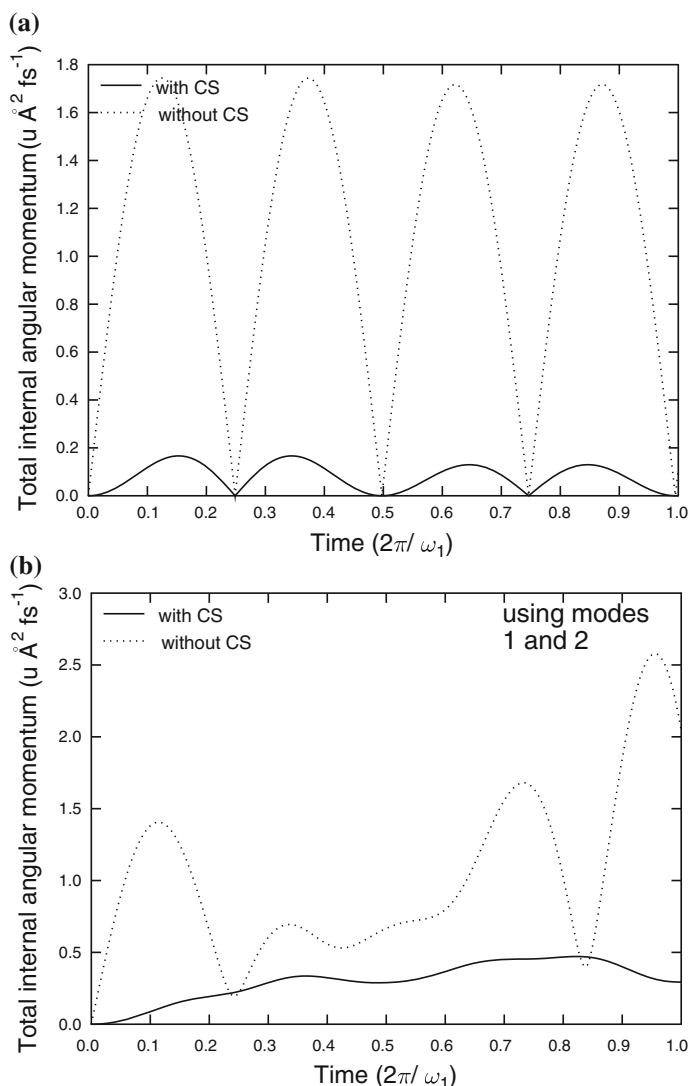 (a)
Total internal angular momentum (u Å² fs⁻¹)
1.8
1.6
1.4
1.2
1.0
0.8
0.6
0.4
0.2
0.0
with CS
without CS
0.0 0.1 0.2 0.3 0.4 0.5 0.6 0.7 0.8 0.9 1.0
Time (2π/ ω₁)
(b)
Total internal angular momentum (u Å² fs⁻¹)
3.0
2.5
2.0
1.5
1.0
0.5
0.0
with CS
without CS
using modes
1 and 2
0.0 0.1 0.2 0.3 0.4 0.5 0.6 0.7 0.8 0.9 1.0
Time (2π/ ω₁)